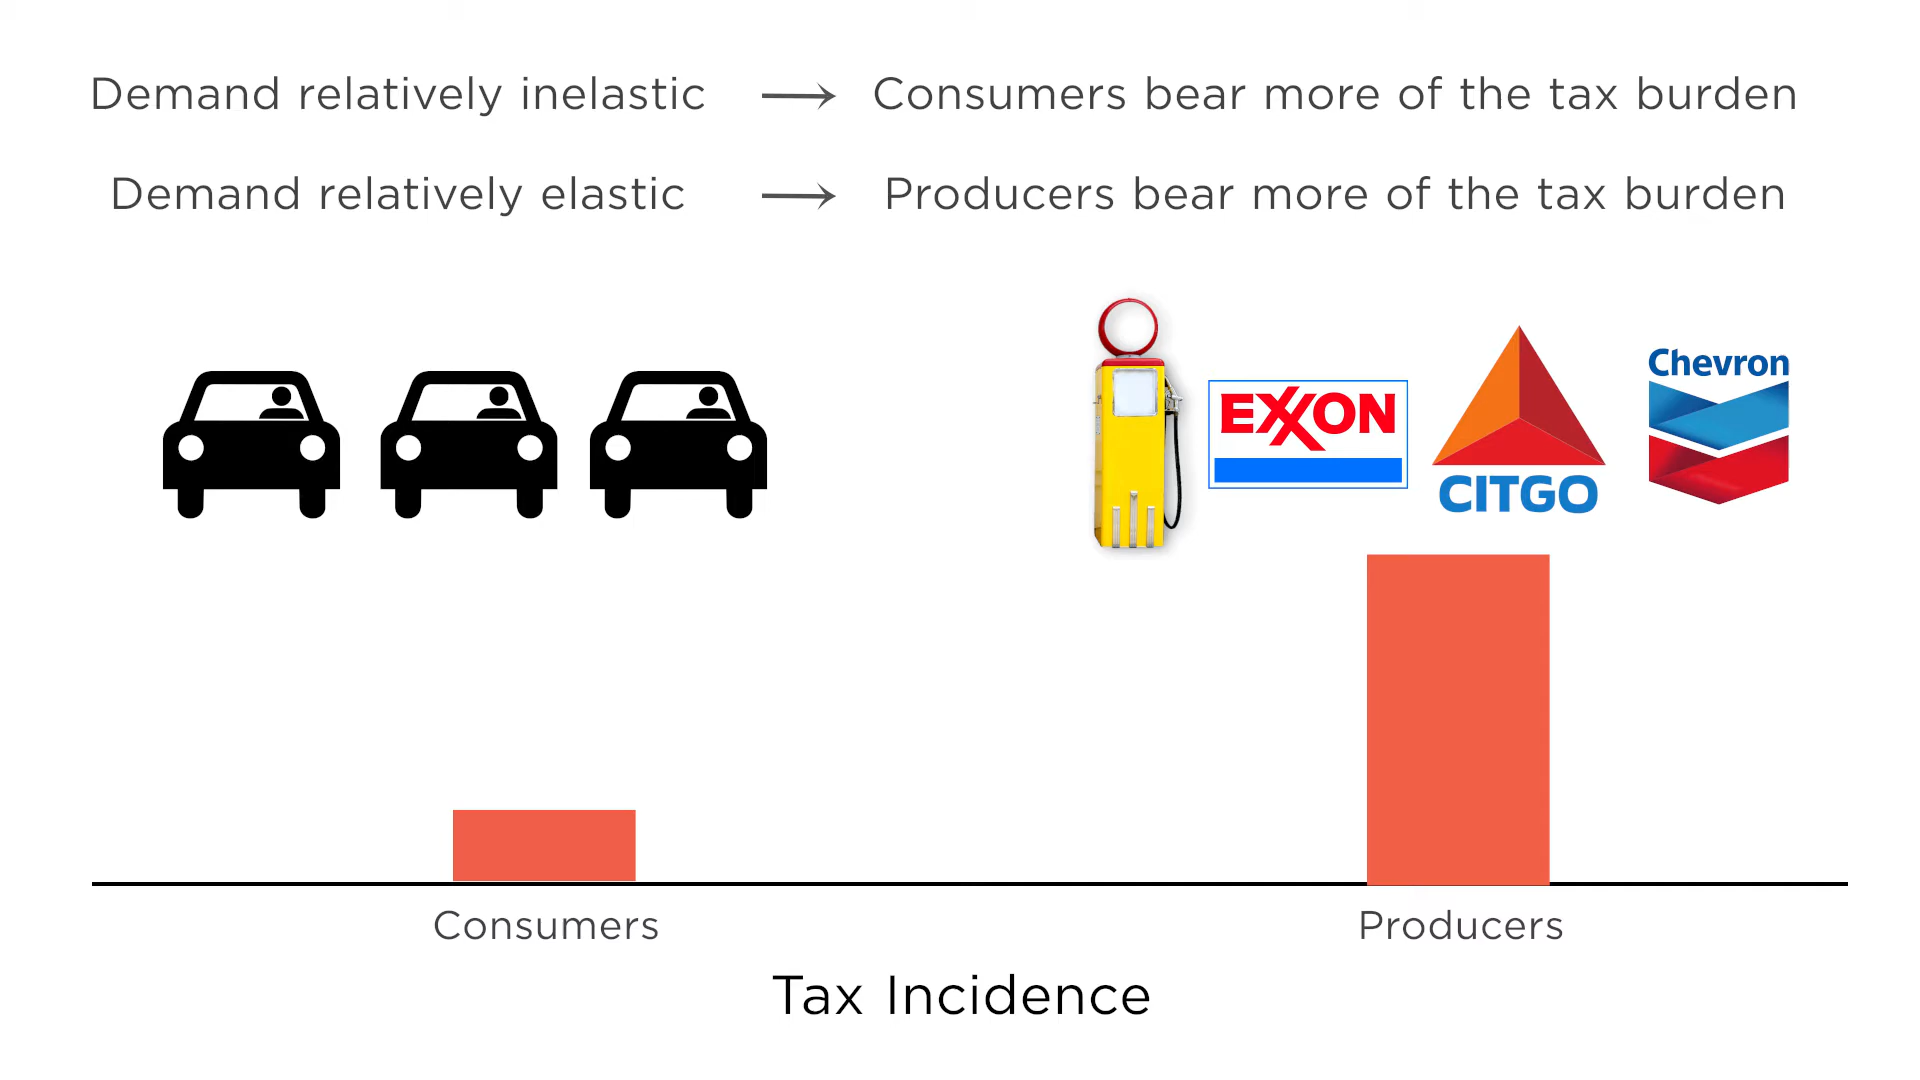 Demand relatively inelastic → Consumers bear more of the tax burden
Demand relatively elastic → Producers bear more of the tax burden
Chevron
EXXON
CITGO
Consumers
Producers
Tax Incidence